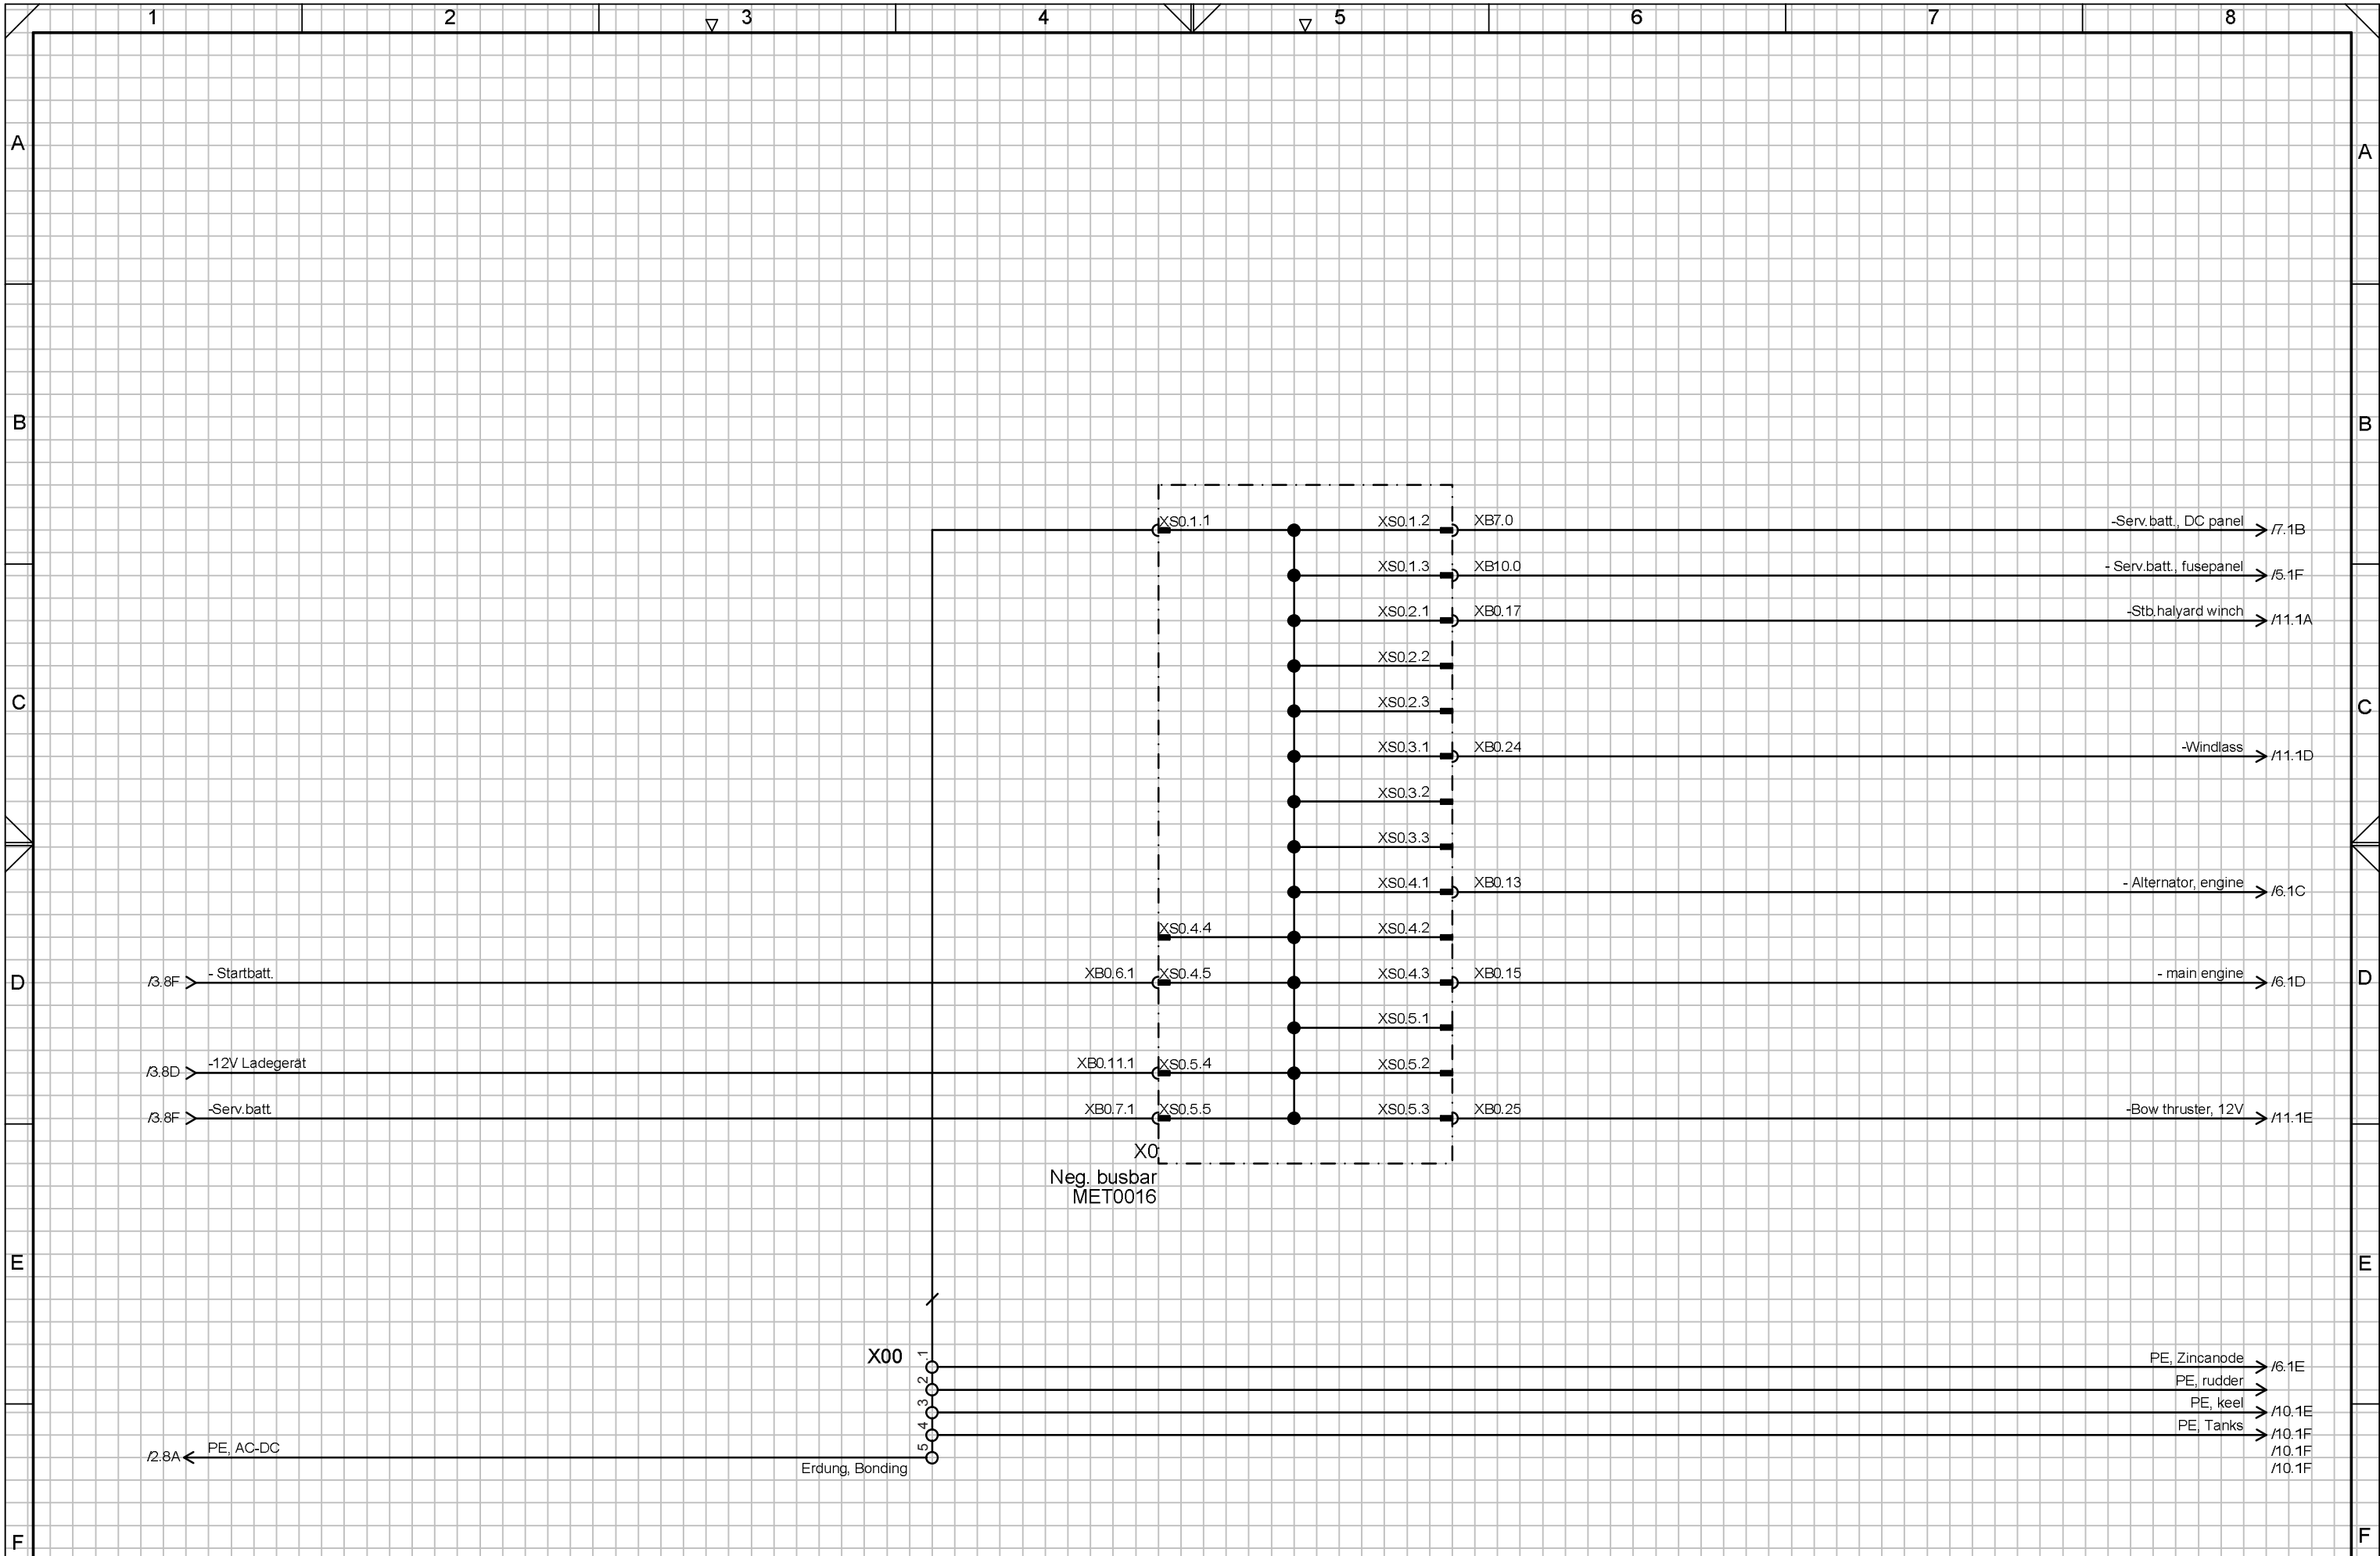 1 2 3 4 5 6 7 8
A A
B B
XS0.1.1 XS0.1.2 XB7.0 -Serv.batt., DC panel /7.1B
XS0.1.3 XB10.0 - Serv.batt., fusepanel /5.1F
XS0.2.1 XB0.17 -Stb.halyard winch /11.1A
XS0.2.2
C XS0.2.3 C
XS0.3.1 XB0.24 -Windlass /11.1D
XS0.3.2
XS0.3.3
XS0.4.1 XB0.13 - Alternator, engine /6.1C
XS0.4.4 XS0.4.2
D /3.8F - Startbatt. XB0.6.1 XS0.4.5 XS0.4.3 XB0.15 - main engine /6.1D D
XS0.5.1
/3.8D -12V Ladegerät XB0.11.1 XS0.5.4 XS0.5.2
/3.8F -Serv.batt. XB0.7.1 XS0.5.5 XS0.5.3 XB0.25 -Bow thruster, 12V /11.1E
X0
Neg. busbar
MET0016
E E
X00 .1 PE, Zincanode /6.1E
2 PE, rudder
3 PE, keel /10.1E
4 PE, Tanks /10.1F
/2.8A PE, AC-DC 5 /10.1F
Erdung, Bonding /10.1F
F F